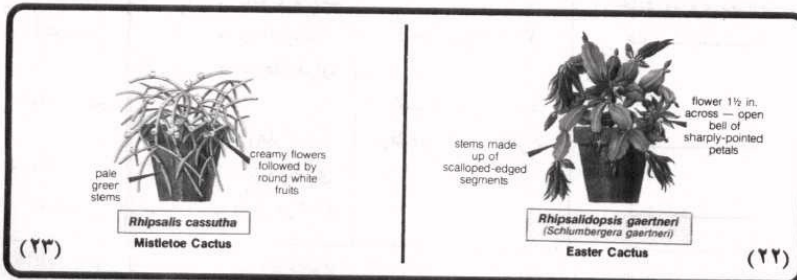 pale
greer
stems
creamy flowers
followed by
round white
fruits
Rhipsalis cassutha
Mistletoe Cactus
(٢٣)
stems made
up of
scalloped-edged
segments
flower 1½ in.
across — open
bell of
sharply-pointed
petals
Rhipsalidopsis gaertneri
(Schlumbergera gaertneri)
Easter Cactus
(٢٢)